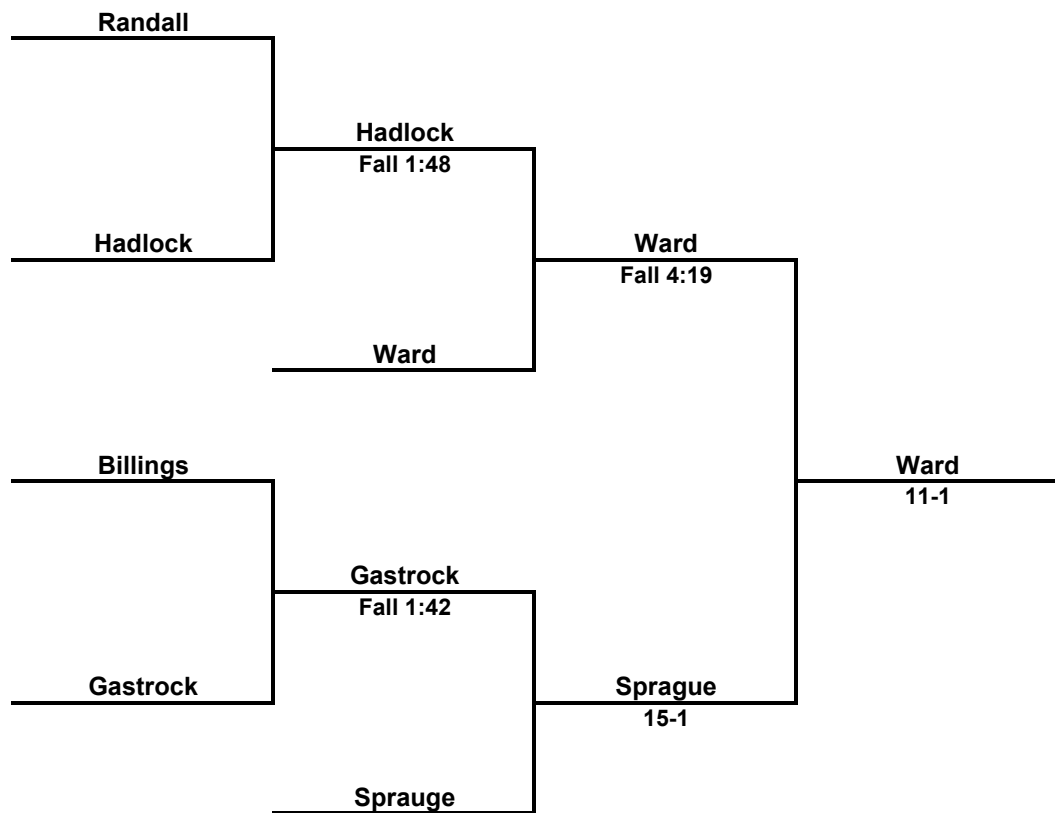 Randall
Hadlock
Fall 1:48
Hadlock
Ward
Fall 4:19
Ward
Billings
Ward
11-1
Gastrock
Fall 1:42
Gastrock
Sprague
15-1
Sprauge